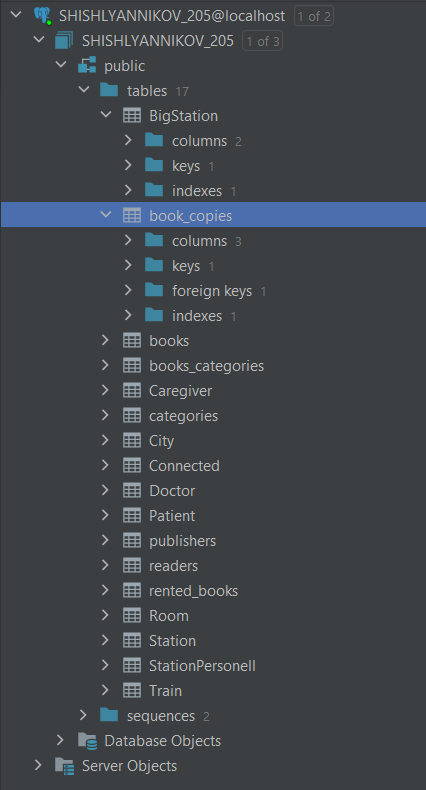 SHISHLYANNIKOV_205@localhost 1 of 2
SHISHLYANNIKOV_205 1 of 3
public
tables 17
BigStation
columns 2
keys 1
indexes 1
book_copies
columns 3
keys 1
foreign keys 1
indexes 1
books
books_categories
Caregiver
categories
City
Connected
Doctor
Patient
publishers
readers
rented_books
Room
Station
StationPersonell
Train
sequences 2
Database Objects
Server Objects